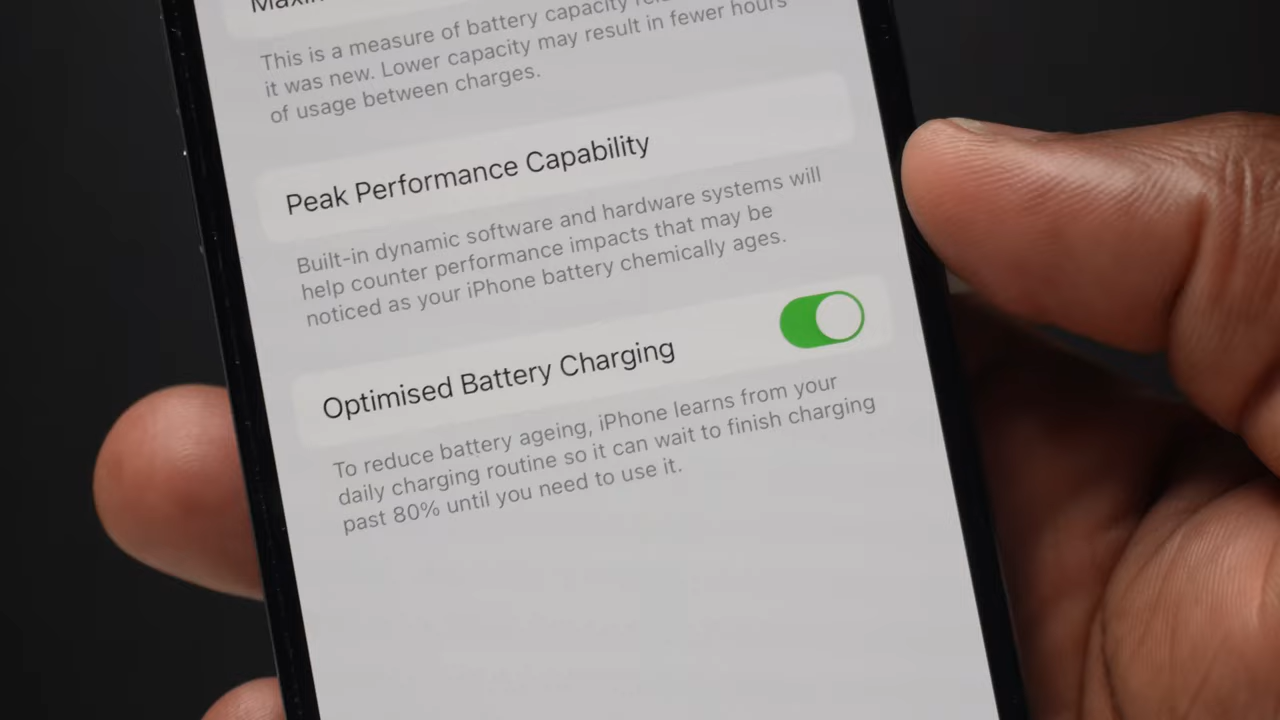 This is a measure of battery capacity
it was new. Lower capacity may result in fewer hours
of usage between charges.
Peak Performance Capability
Built-in dynamic software and hardware systems will
help counter performance impacts that may be
noticed as your iPhone battery chemically ages.
Optimised Battery Charging
To reduce battery ageing, iPhone learns from your
daily charging routine so it can wait to finish charging
past 80% until you need to use it.